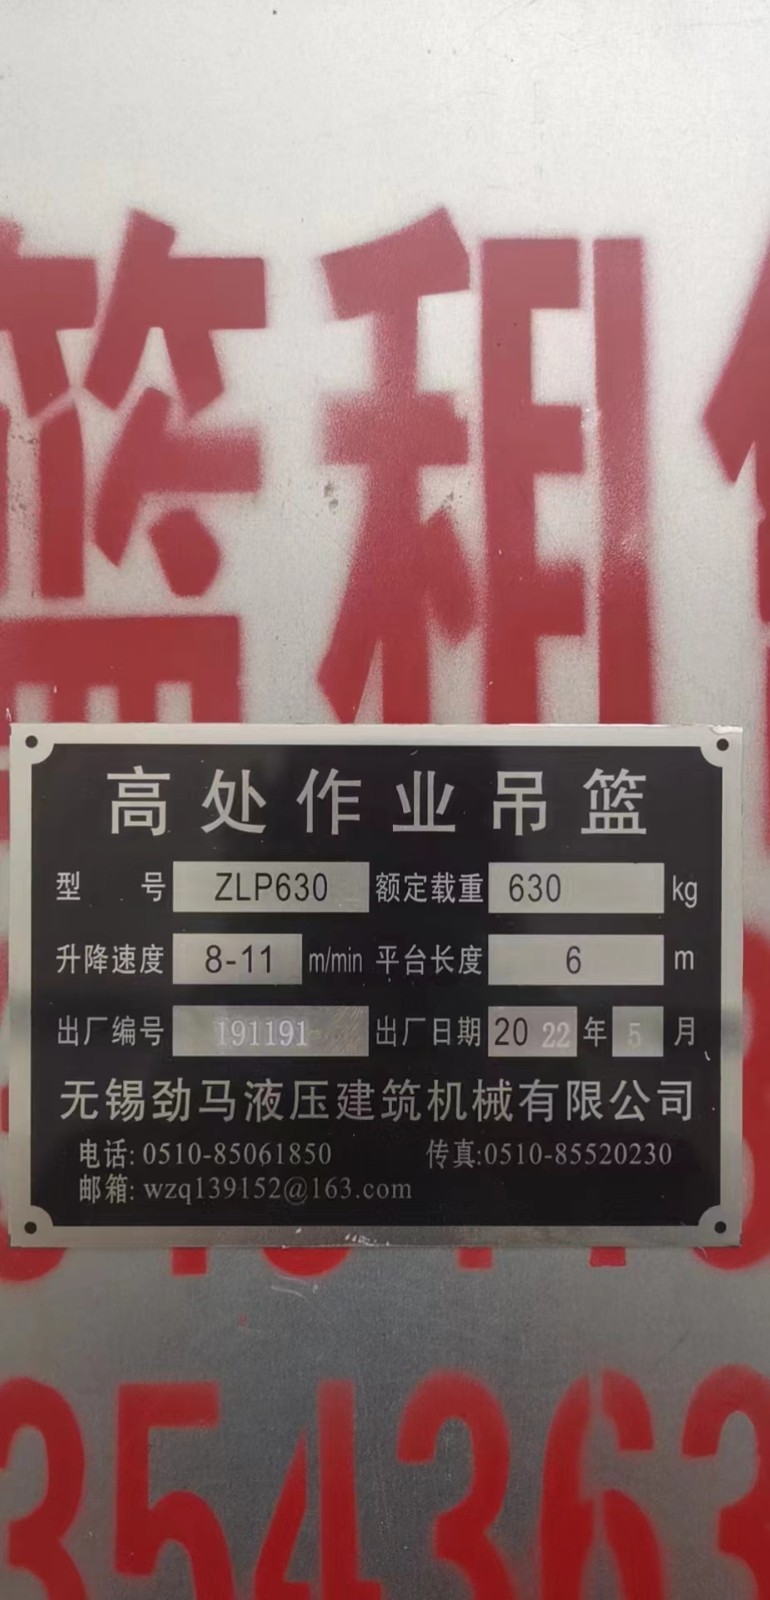 篮租
高处作业吊篮
型 号 ZLP630 额定载重 630 kg
升降速度 8-11 m/min 平台长度 6 m
出厂编号 191191 出厂日期 2022年5月
无锡劲马液压建筑机械有限公司
电话: 0510-85061850 传真:0510-85520230
邮箱: wzq139152@163.com
354363